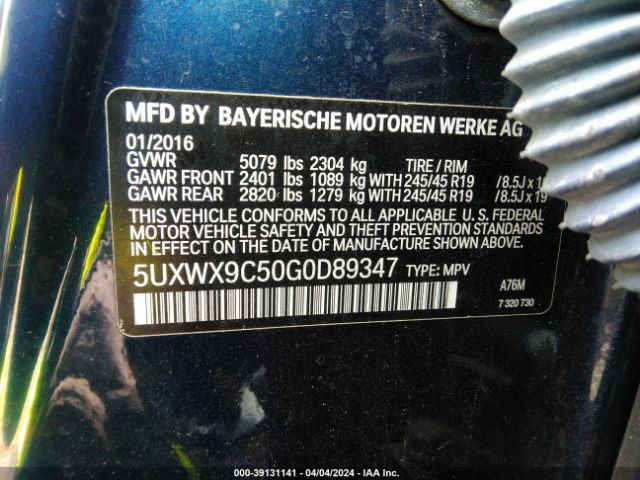 MFD BY BAYERISCHE MOTOREN WERKE AG
01/2016
GVWR 5079 lbs 2304 kg TIRE / RIM
GAWR FRONT 2401 lbs 1089 kg WITH 245/45 R19 / 8.5J x 1
GAWR REAR 2820 lbs 1279 kg WITH 245/45 R19 / 8.5J x 19
THIS VEHICLE CONFORMS TO ALL APPLICABLE U. S. FEDERAL
MOTOR VEHICLE SAFETY AND THEFT PREVENTION STANDARDS
IN EFFECT ON THE DATE OF MANUFACTURE SHOWN ABOVE.
5UXWX9C50G0D89347 TYPE: MPV
A76M
7 320 730
000-39131141 - 04/04/2024 - IAA Inc.